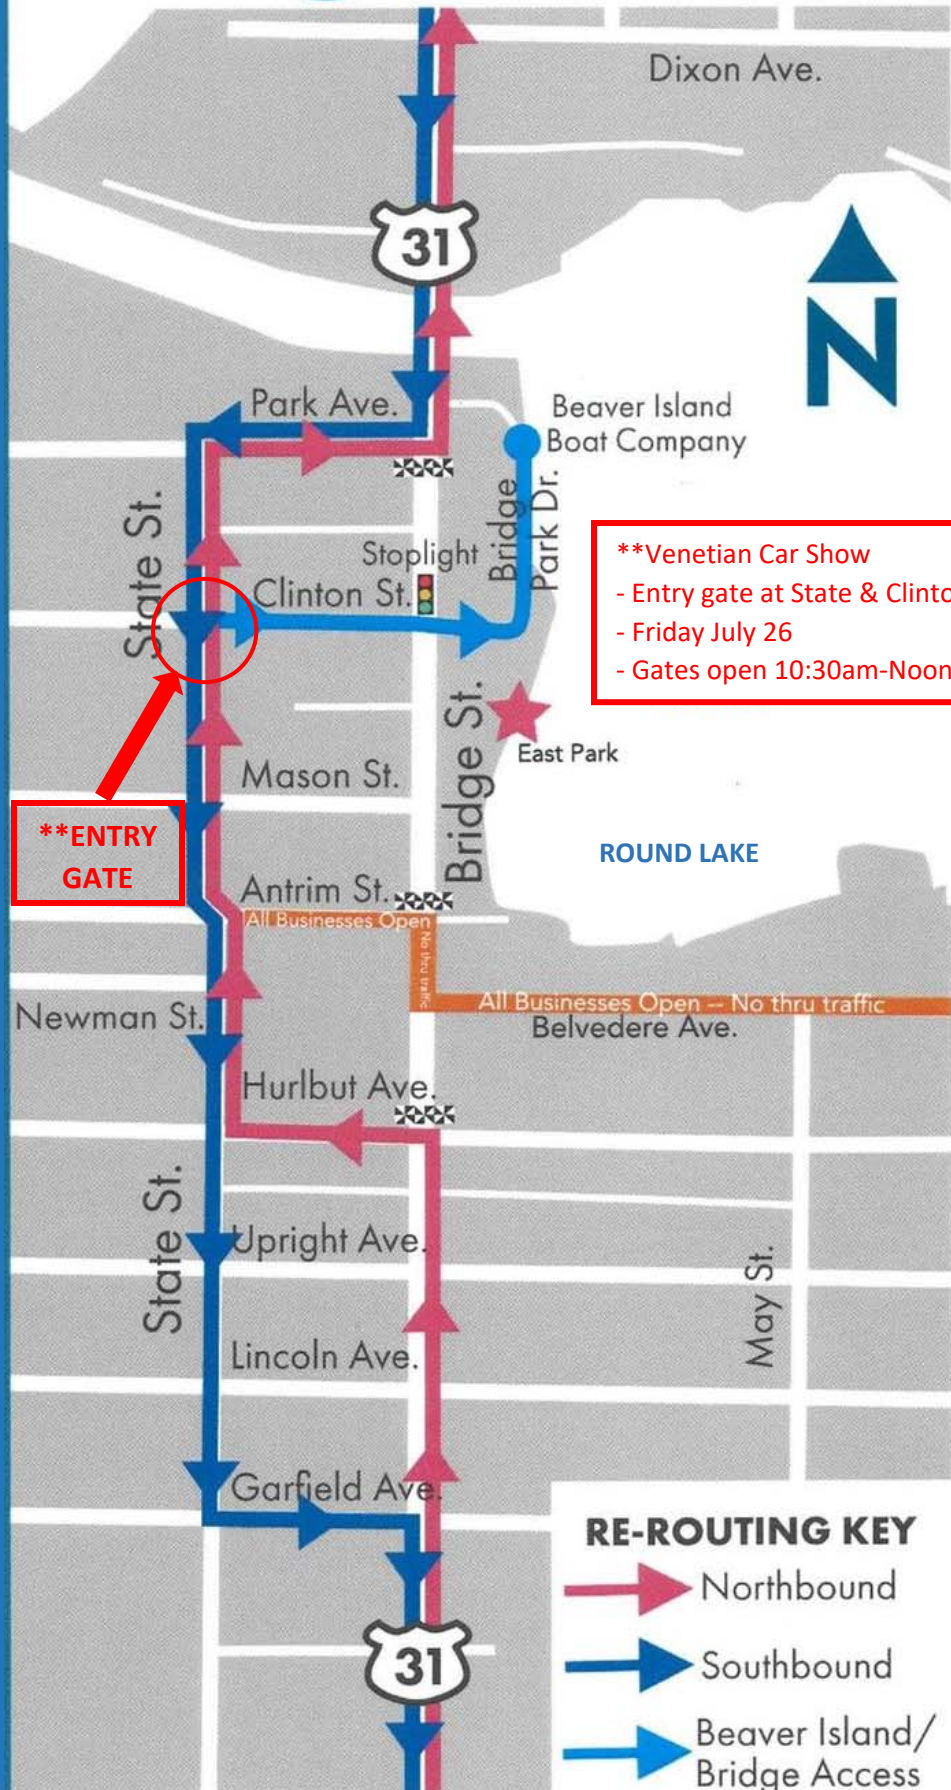 Dixon Ave.
31
N
Park Ave.
Beaver Island
Boat Company
State St.
Bridge
Park Dr.
Stoplight
Clinton St.
**Venetian Car Show
- Entry gate at State & Clinto
- Friday July 26
- Gates open 10:30am-Noon
Bridge St.
East Park
Mason St.
**ENTRY
GATE
ROUND LAKE
Antrim St.
All Businesses Open
No thru traffic
All Businesses Open -- No thru traffic
Belvedere Ave.
Newman St.
Hurlbut Ave.
State St.
Upright Ave.
May St.
Lincoln Ave.
Garfield Ave.
RE-ROUTING KEY
Northbound
31
Southbound
Beaver Island/
Bridge Access